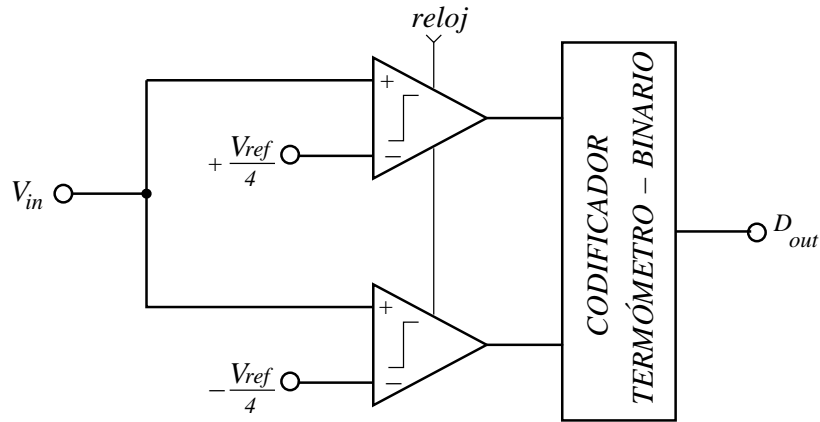 reloj
+
+ Vref/4
−
V_in
CODIFICADOR
TERMÓMETRO – BINARIO
D_out
+
− Vref/4
−